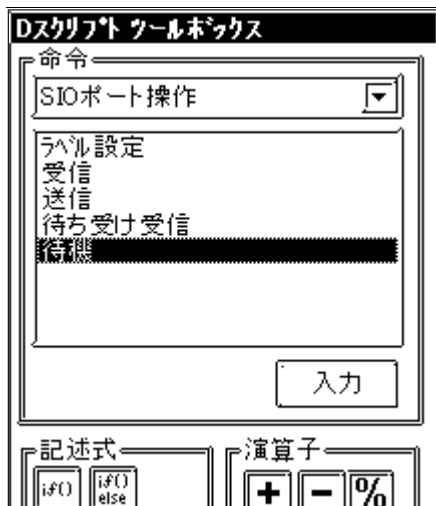 Dｽｸﾘﾌﾟﾄ ﾂｰﾙﾎﾞｯｸｽ
命令
SIOポート操作
ﾗﾍﾞﾙ設定
受信
送信
待ち受け受信
待機
入力
記述式
演算子
if()
if()
else
+
−
%